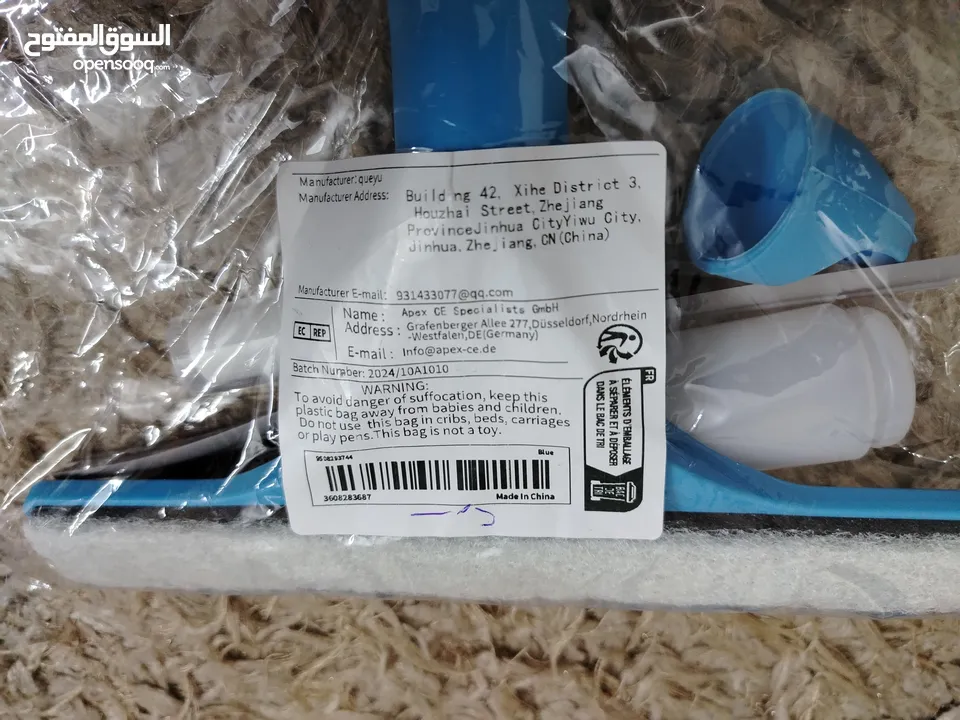 السوق المفتوح
opensooq.com
Manufacturer: queyu
Manufacturer Address: Building 42, Xihe District 3,
Houzhai Street, Zhejiang
ProvinceJinhua CityYiwu City,
Jinhua, Zhejiang, CN(China)
Manufacturer E-mail: 931433077@qq.com
EC REP
Name: Apex CE Specialists GmbH
Address: Grafenberger Allee 277,Düsseldorf,Nordrhein
-Westfalen,DE(Germany)
E-mail: Info@apex-ce.de
Batch Number: 2024/10A1010
WARNING:
To avoid danger of suffocation, keep this
plastic bag away from babies and children.
Do not use this bag in cribs, beds, carriages
or play pens.This bag is not a toy.
Blue
3608283687
Made in China
FR
ÉLÉMENTS D'EMBALLAGE
À SÉPARER ET À DÉPOSER
DANS LE BAC DE TRI
BAC
DE
TRI